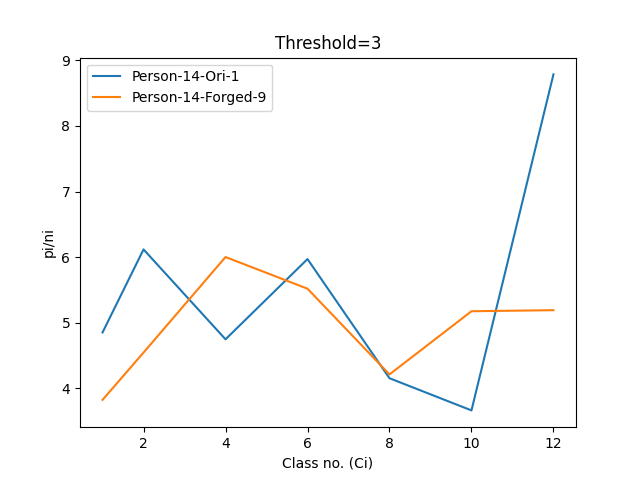 Threshold=3
Person-14-Ori-1
Person-14-Forged-9
9
8
7
6
5
4
pi/ni
2 4 6 8 10 12
Class no. (Ci)